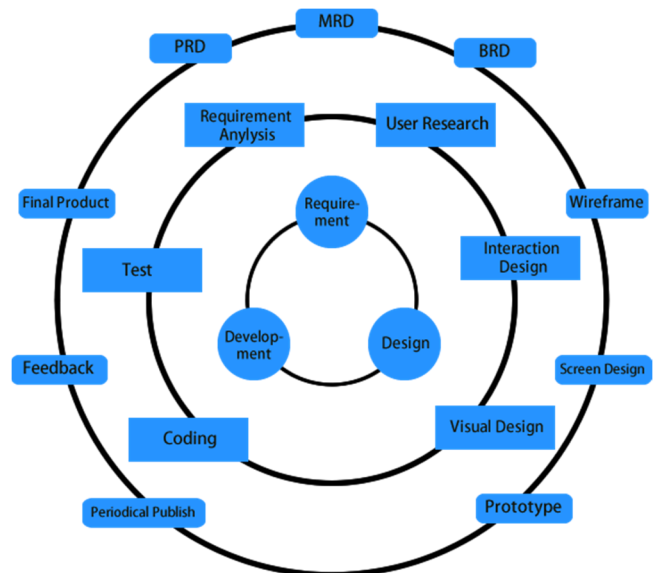 MRD
PRD
BRD
Requirement
Anylysis
User Research
Final Product
Require-
ment
Wireframe
Test
Interaction
Design
Develop-
ment
Design
Feedback
Screen Design
Coding
Visual Design
Periodical Publish
Prototype